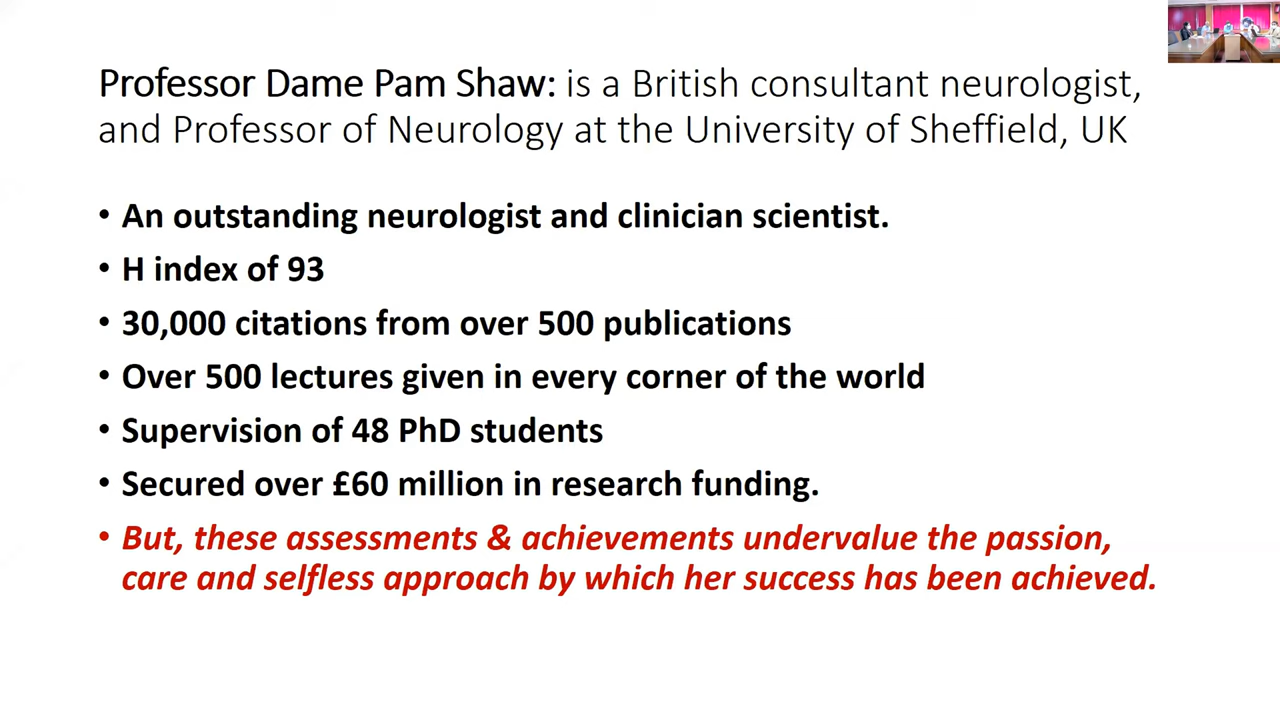 Professor Dame Pam Shaw: is a British consultant neurologist,
and Professor of Neurology at the University of Sheffield, UK
• An outstanding neurologist and clinician scientist.
• H index of 93
• 30,000 citations from over 500 publications
• Over 500 lectures given in every corner of the world
• Supervision of 48 PhD students
• Secured over £60 million in research funding.
• But, these assessments & achievements undervalue the passion,
care and selfless approach by which her success has been achieved.